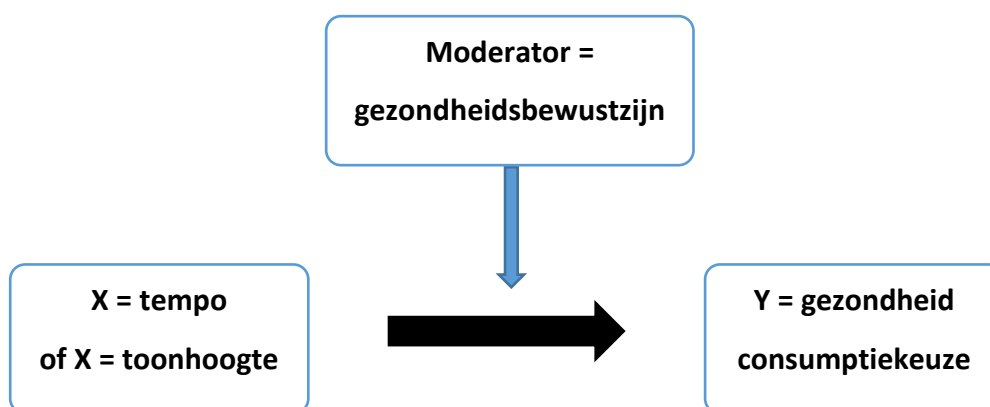 Moderator =
gezondheidsbewustzijn
X = tempo
of X = toonhoogte
Y = gezondheid
consumptiekeuze